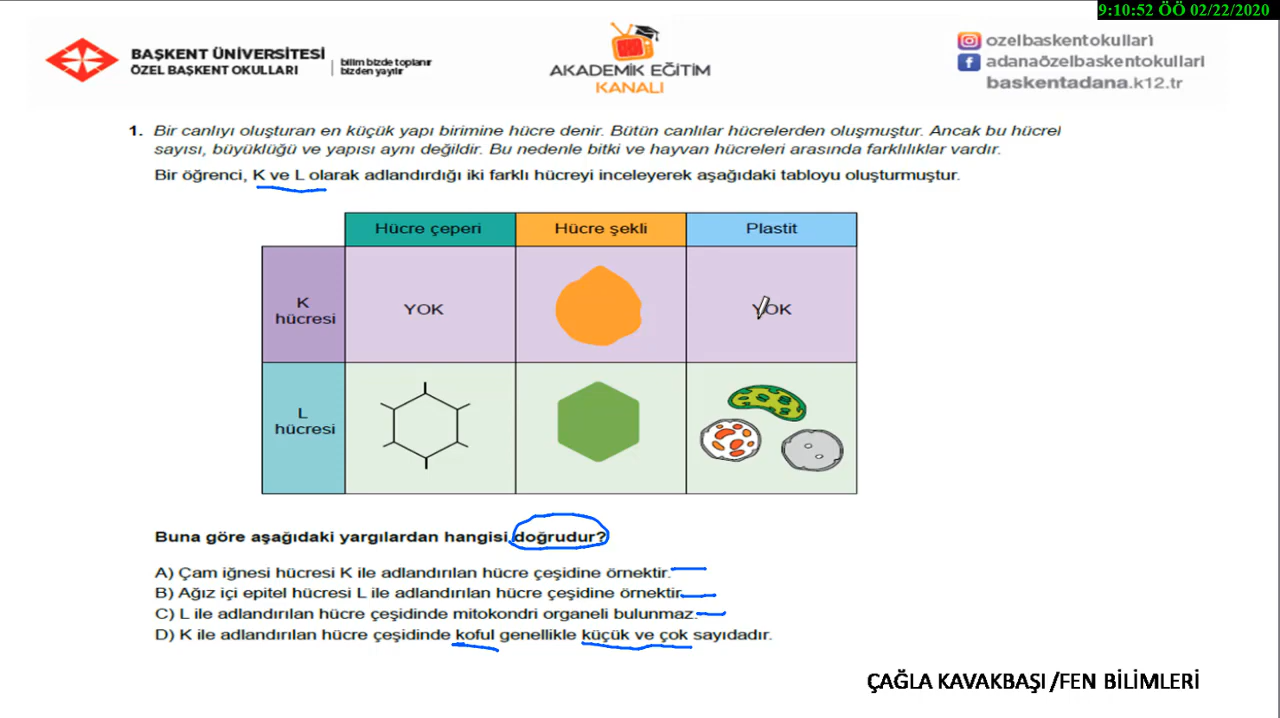 9:10:52 ÖÖ 02/22/2020
BAŞKENT ÜNİVERSİTESİ
ÖZEL BAŞKENT OKULLARI
bilim bizde toplanır
bizden yayılır
AKADEMİK EĞİTİM
KANALI
ozelbaskentokulları
adanaözelbaskentokullari
baskentadana.k12.tr
1. Bir canlıyı oluşturan en küçük yapı birimine hücre denir. Bütün canlılar hücrelerden oluşmuştur. Ancak bu hücrel
sayısı, büyüklüğü ve yapısı aynı değildir. Bu nedenle bitki ve hayvan hücreleri arasında farklılıklar vardır.
Bir öğrenci, K ve L olarak adlandırdığı iki farklı hücreyi inceleyerek aşağıdaki tabloyu oluşturmuştur.
Hücre çeperi Hücre şekli Plastit
K
hücresi
YOK YOK
L
hücresi
Buna göre aşağıdaki yargılardan hangisi doğrudur?
A) Çam iğnesi hücresi K ile adlandırılan hücre çeşidine örnektir.
B) Ağız içi epitel hücresi L ile adlandırılan hücre çeşidine örnektir.
C) L ile adlandırılan hücre çeşidinde mitokondri organeli bulunmaz.
D) K ile adlandırılan hücre çeşidinde koful genellikle küçük ve çok sayıdadır.
ÇAĞLA KAVAKBAŞI /FEN BİLİMLERİ